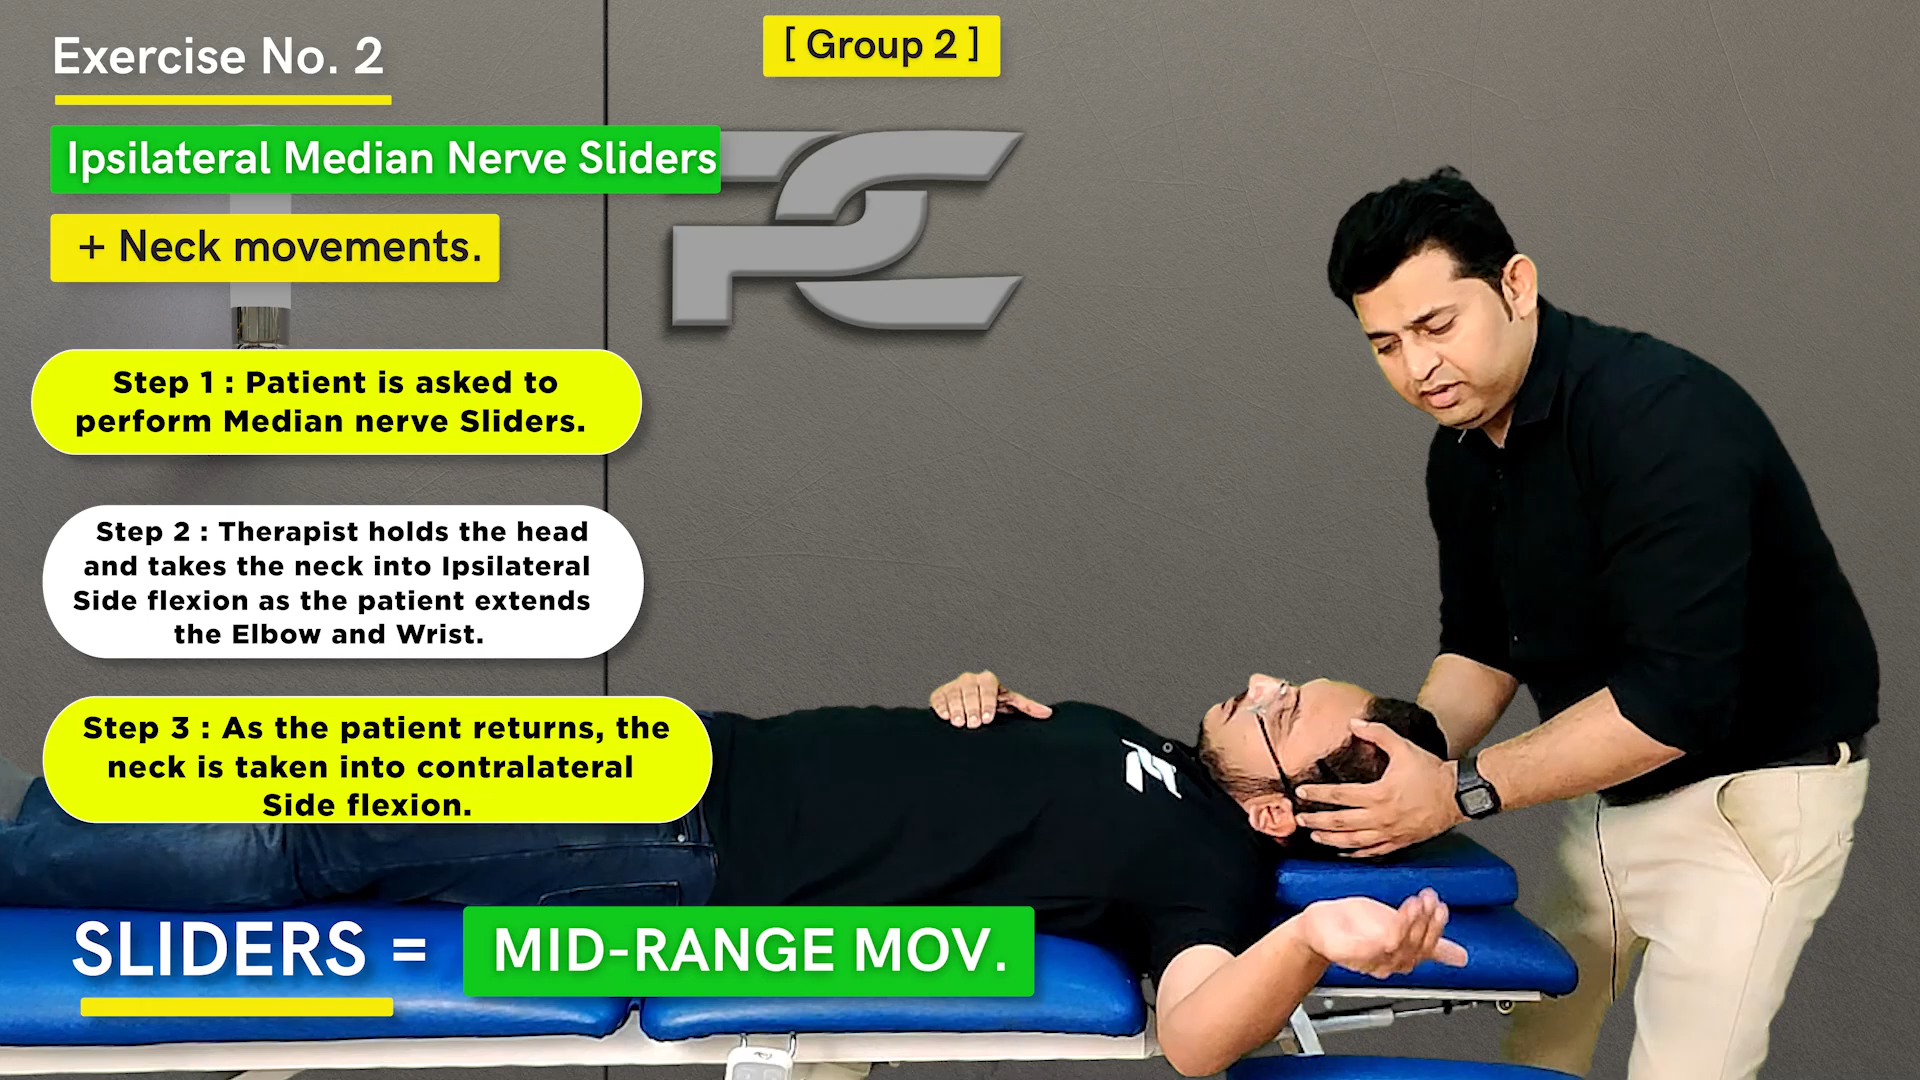 Exercise No. 2
[ Group 2 ]
Ipsilateral Median Nerve Sliders
+ Neck movements.
Step 1 : Patient is asked to
perform Median nerve Sliders.
Step 2 : Therapist holds the head
and takes the neck into Ipsilateral
Side flexion as the patient extends
the Elbow and Wrist.
Step 3 : As the patient returns, the
neck is taken into contralateral
Side flexion.
SLIDERS = MID-RANGE MOV.